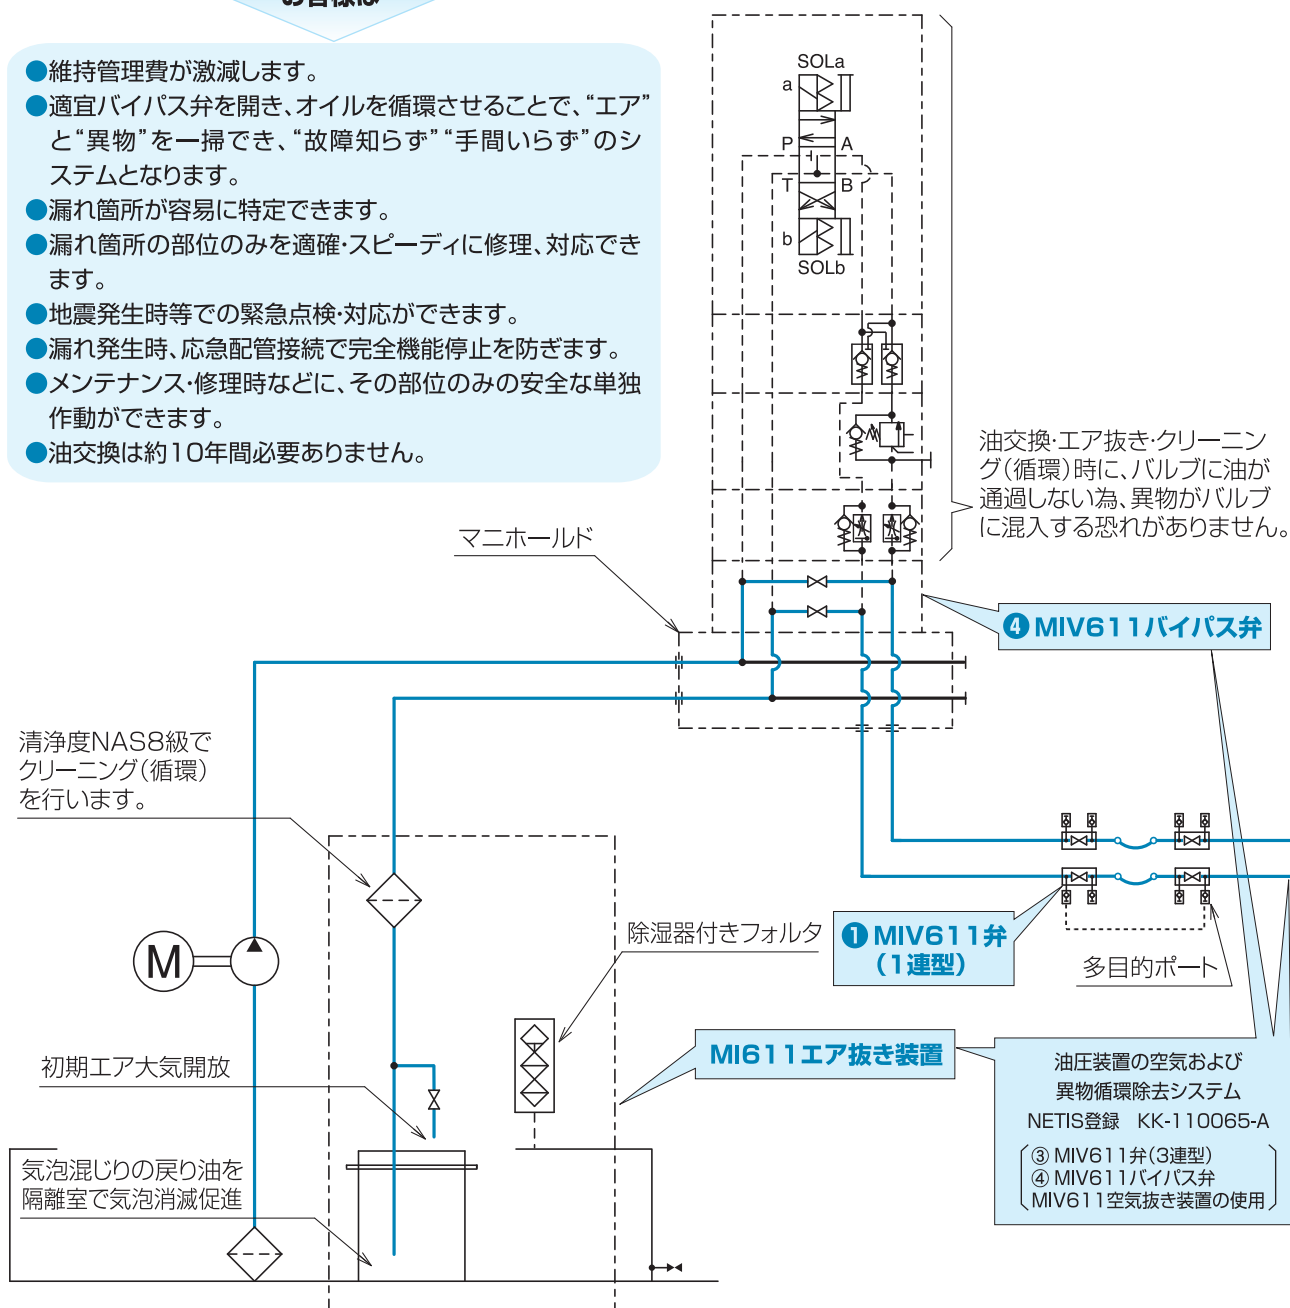 お客様は
●維持管理費が激減します。
●適宜バイパス弁を開き、オイルを循環させることで、“エア”
と“異物”を一掃でき、“故障知らず”“手間いらず”のシ
ステムとなります。
●漏れ箇所が容易に特定できます。
●漏れ箇所の部位のみを適確・スピーディに修理、対応でき
ます。
●地震発生時等での緊急点検・対応ができます。
●漏れ発生時、応急配管接続で完全機能停止を防ぎます。
●メンテナンス・修理時などに、その部位のみの安全な単独
作動ができます。
●油交換は約10年間必要ありません。
SOLa
a
P
A
T
B
b
SOLb
油交換・エア抜き・クリーニン
グ(循環)時に、バルブに油が
通過しない為、異物がバルブ
に混入する恐れがありません。
マニホールド
❹MIV611バイパス弁
清浄度NAS8級で
クリーニング(循環)
を行います。
M
除湿器付きフォルタ
❶MIV611弁
(1連型)
多目的ポート
MI611エア抜き装置
初期エア大気開放
気泡混じりの戻り油を
隔離室で気泡消滅促進
油圧装置の空気および
異物循環除去システム
NETIS登録 KK-110065-A
③MIV611弁(3連型)
④MIV611バイパス弁
MIV611空気抜き装置の使用